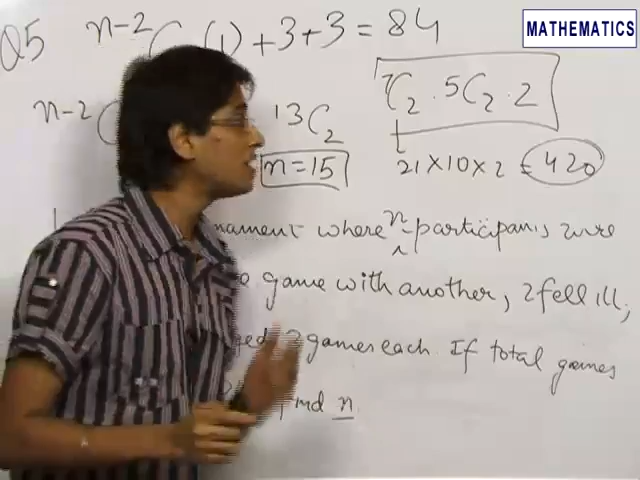 MATHEMATICS
Q5 n-2C (1) + 3 + 3 = 84
n-2C 13C2
n = 15
7C2 . 5C2 . 2
21 × 10 × 2 = 420
nament where n participants were
game with another, 2 fell ill,
2 games each. If total games
find n